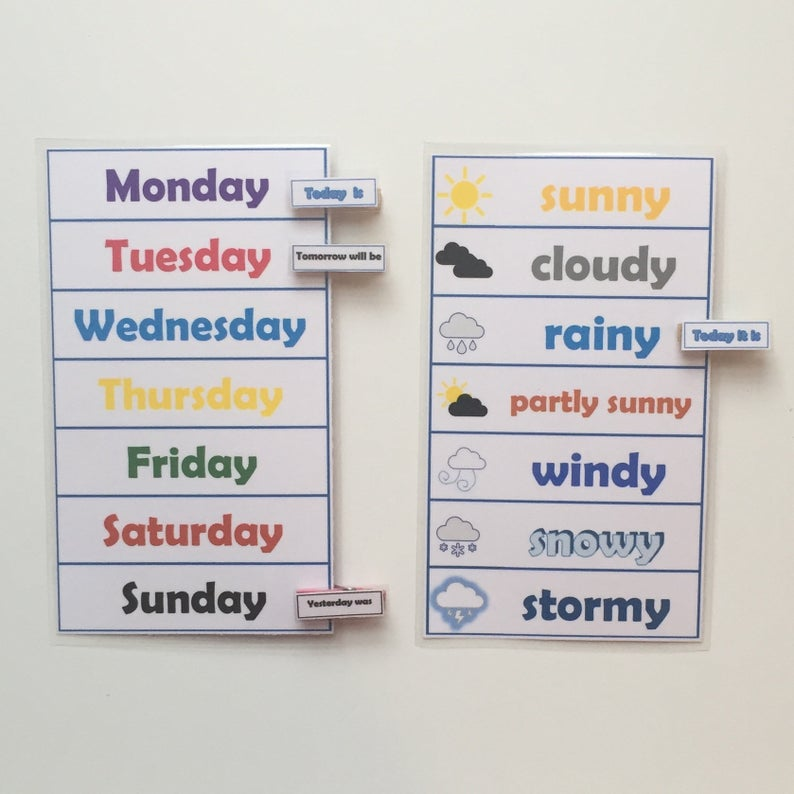 Monday
Today is
Tuesday
Tomorrow will be
Wednesday
Thursday
Friday
Saturday
Sunday
Yesterday was
sunny
cloudy
rainy
Today it is
partly sunny
windy
snowy
stormy